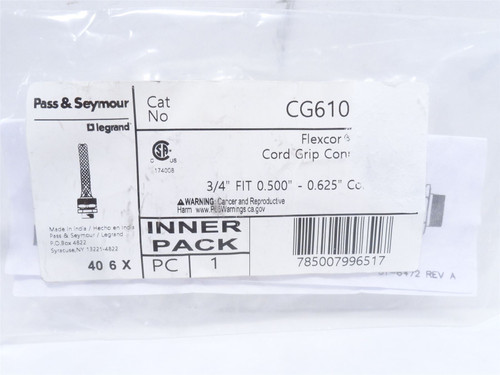 Pass & Seymour
legrand
Cat No
CG610
Flexcor
Cord Grip Con
C US
174008
3/4" FIT 0.500" - 0.625" Co
WARNING: Cancer and Reproductive
Harm www.P65Warnings.ca.gov
Made in India / Hecho en India
Pass & Seymour / Legrand
P.O.Box 4822
Syracuse,NY 13221-4822
40 6 X
INNER PACK
PC 1
785007996517
REV A